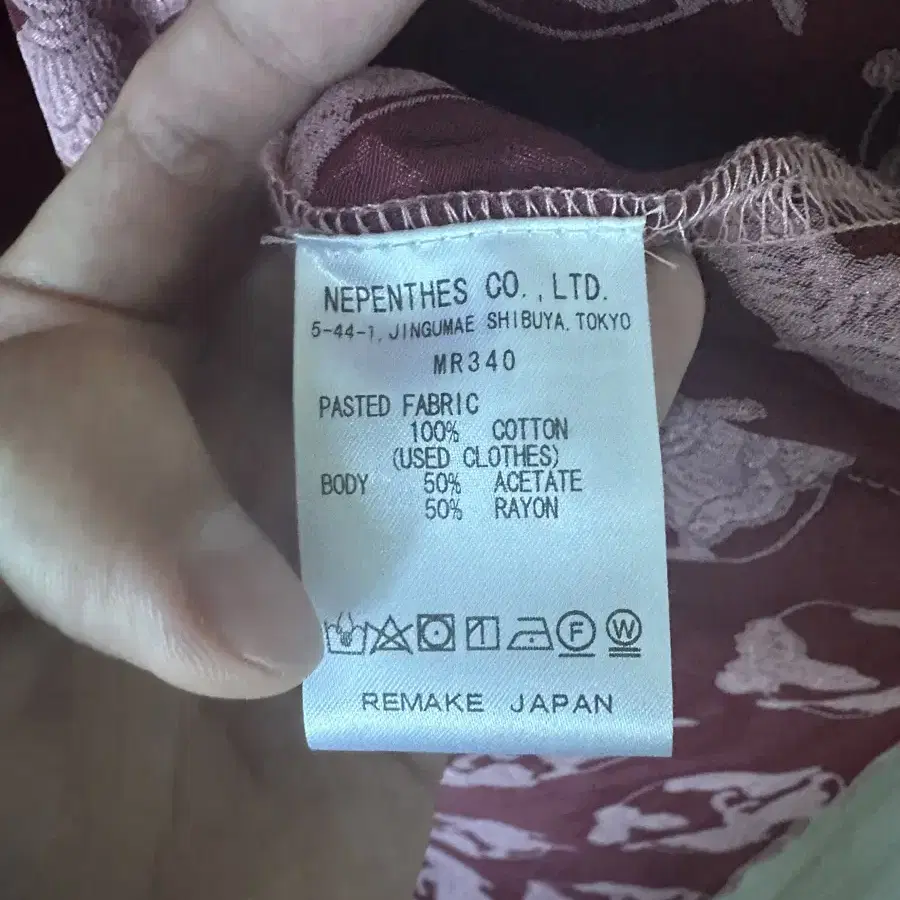 NEPENTHES CO., LTD.
5-44-1, JINGUMAE SHIBUYA, TOKYO
MR340
PASTED FABRIC
100% COTTON
(USED CLOTHES)
BODY 50% ACETATE
50% RAYON
F W
REMAKE JAPAN